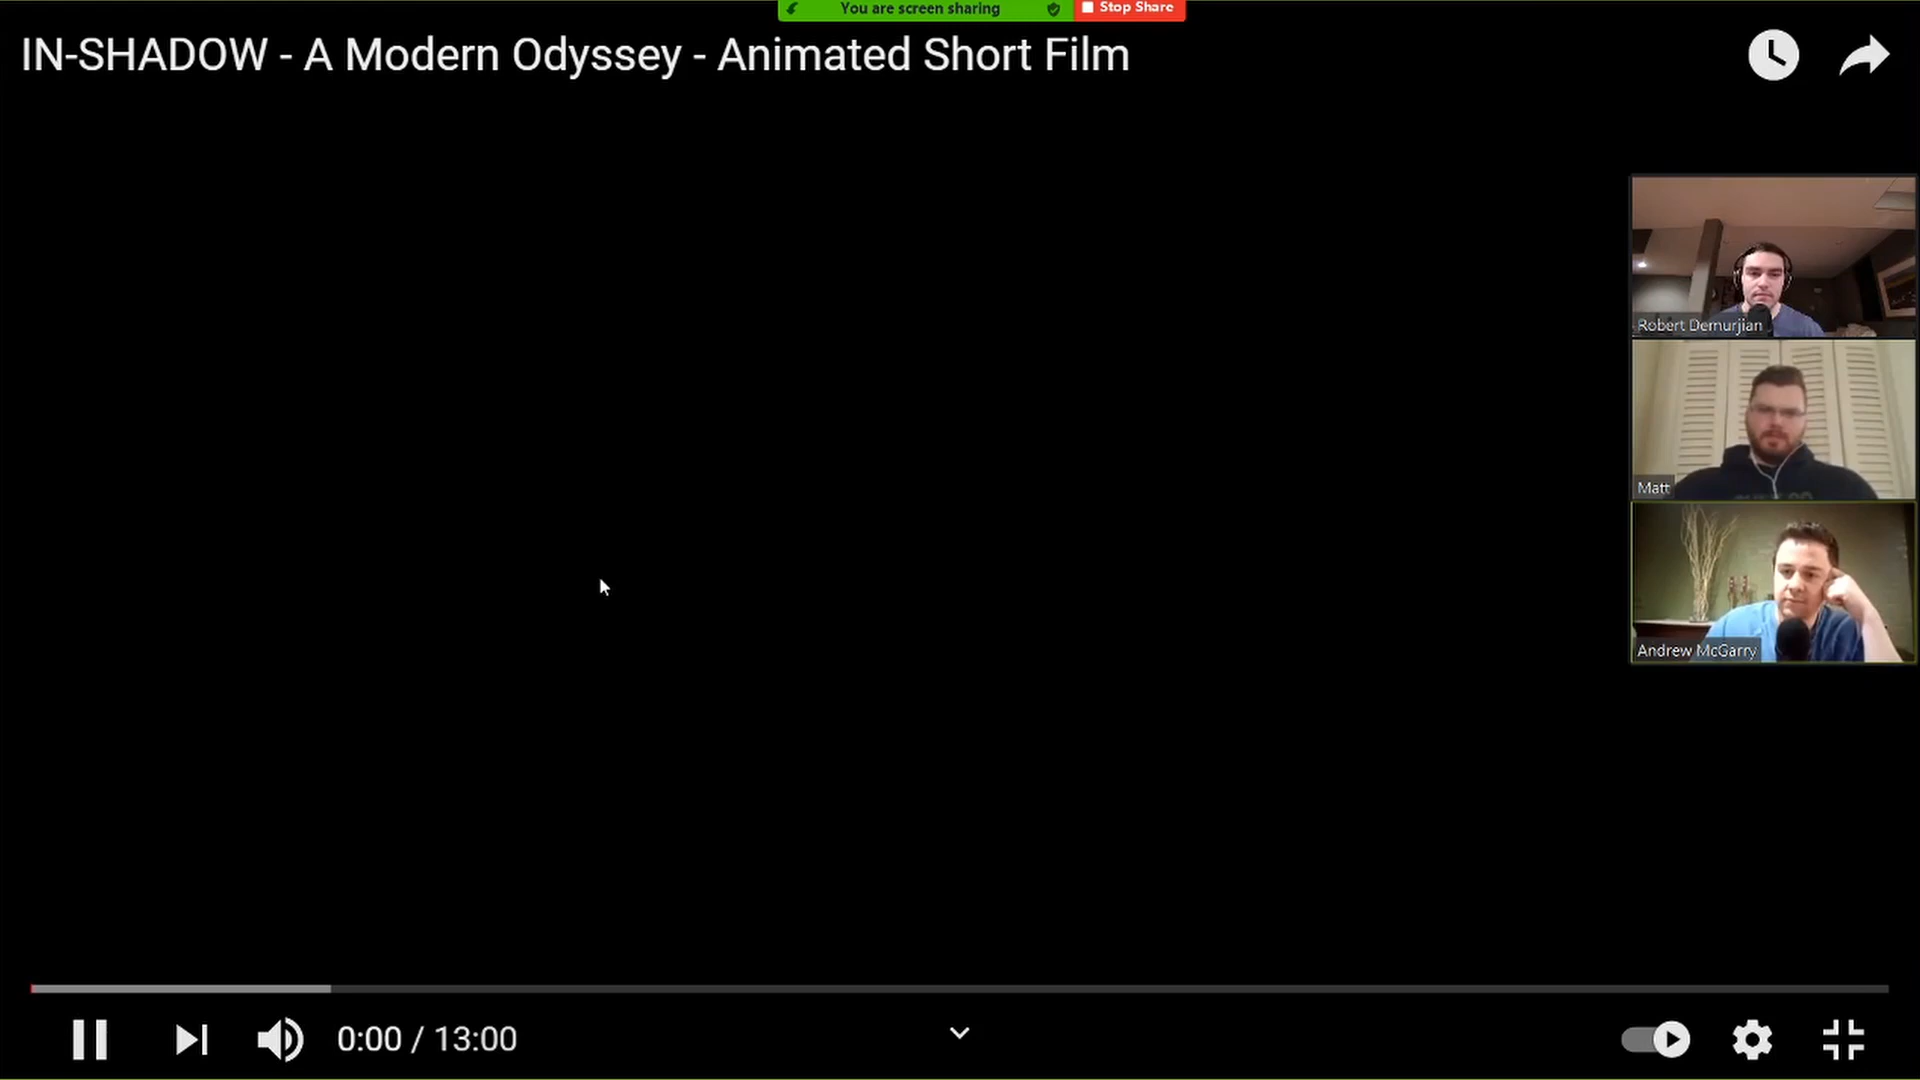 You are screen sharing
Stop Share
IN-SHADOW - A Modern Odyssey - Animated Short Film
Robert Demurjian
Matt
Andrew McGarry
0:00 / 13:00